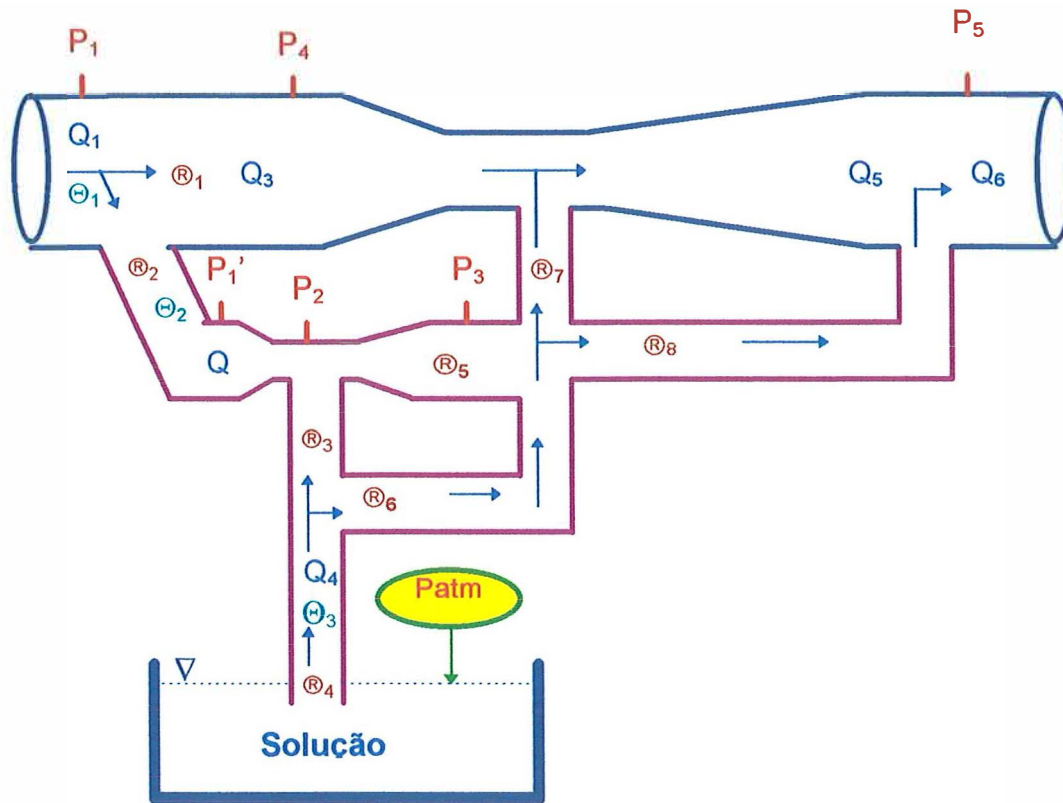 P₁
P₄
P₅
Q₁
®₁
Q₃
Q₅
Q₆
Θ₁
®₂
P₁’
P₂
P₃
®₇
Θ₂
Q
®₅
®₈
®₃
®₆
Q₄
Patm
Θ₃
®₄
Solução